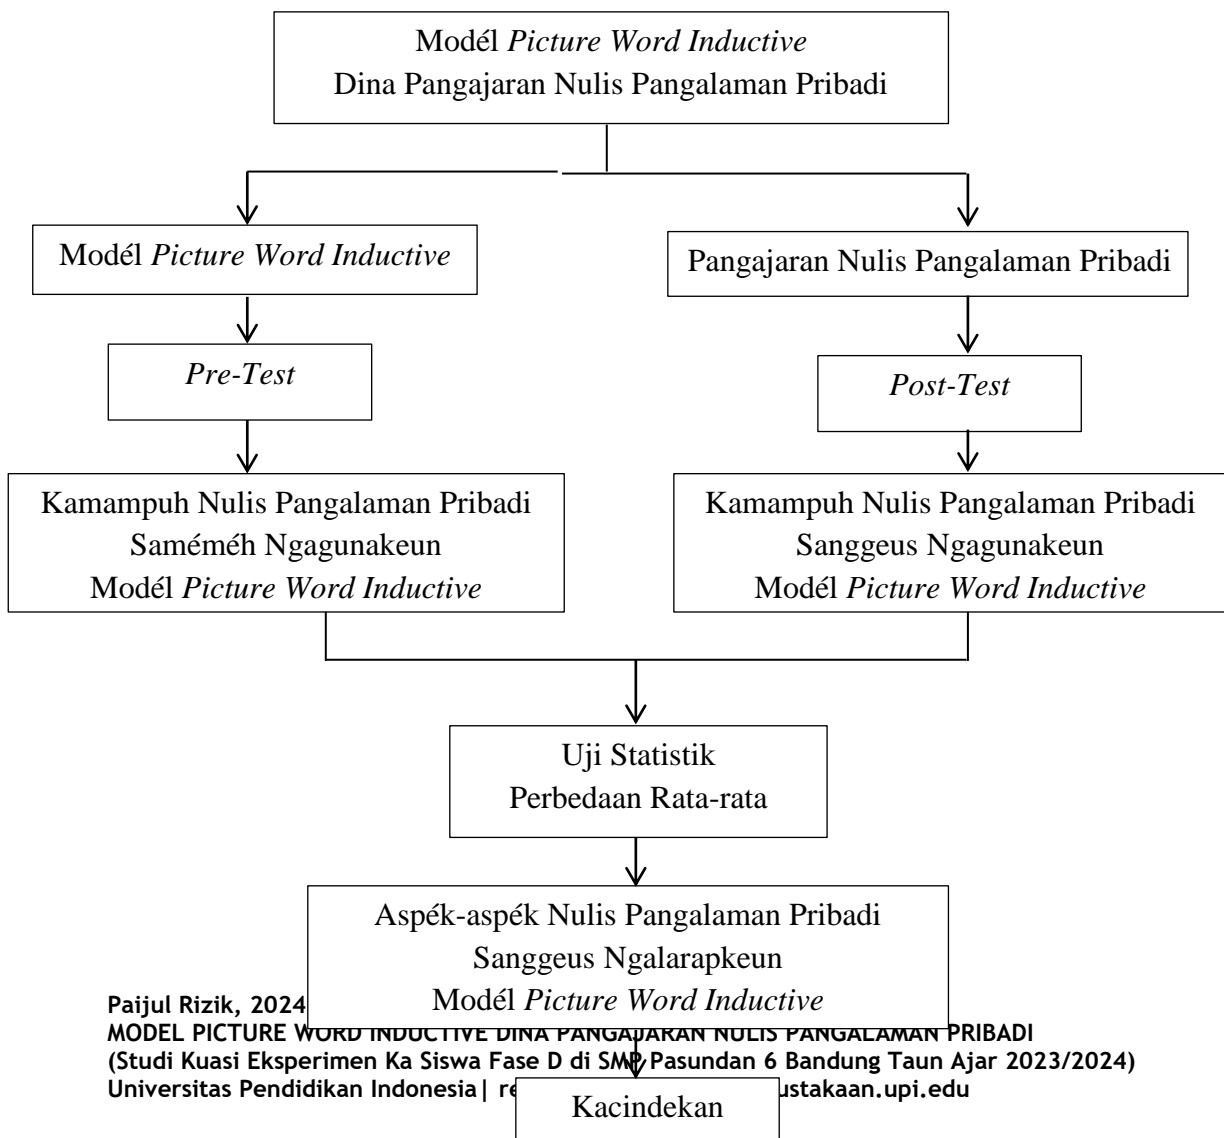 Modél Picture Word Inductive
Dina Pangajaran Nulis Pangalaman Pribadi
Modél Picture Word Inductive
Pangajaran Nulis Pangalaman Pribadi
Pre-Test
Post-Test
Kamampuh Nulis Pangalaman Pribadi
Saméméh Ngagunakeun
Modél Picture Word Inductive
Kamampuh Nulis Pangalaman Pribadi
Sanggeus Ngagunakeun
Modél Picture Word Inductive
Uji Statistik
Perbedaan Rata-rata
Aspék-aspék Nulis Pangalaman Pribadi
Sanggeus Ngalarapkeun
Modél Picture Word Inductive
Kacindekan
Paijul Rizik, 2024
MODEL PICTURE WORD INDUCTIVE DINA PANGAJARAN NULIS PANGALAMAN PRIBADI
(Studi Kuasi Eksperimen Ka Siswa Fase D di SMP Pasundan 6 Bandung Taun Ajar 2023/2024)
Universitas Pendidikan Indonesia| re ustakaan.upi.edu